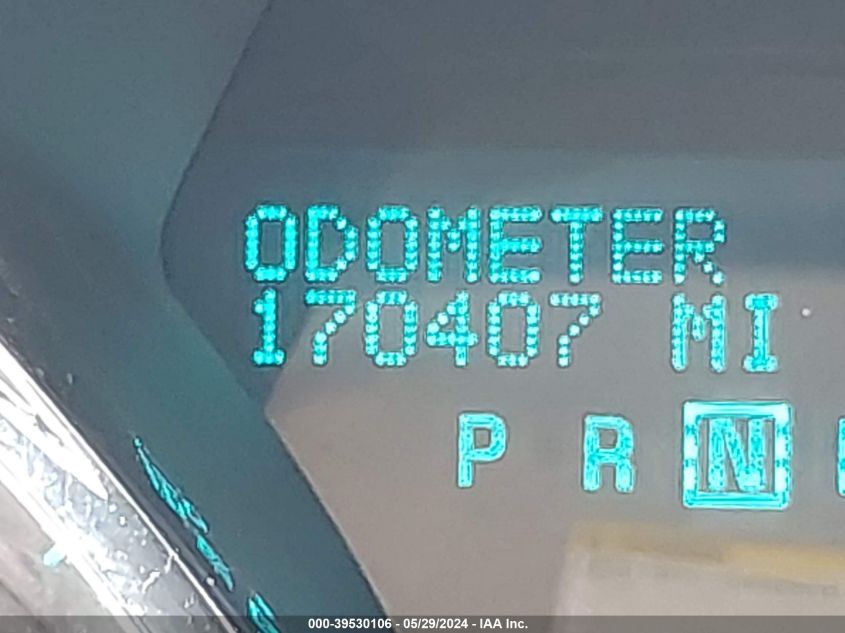 ODOMETER
170407 MI
P R N
000-39530106 - 05/29/2024 - IAA Inc.